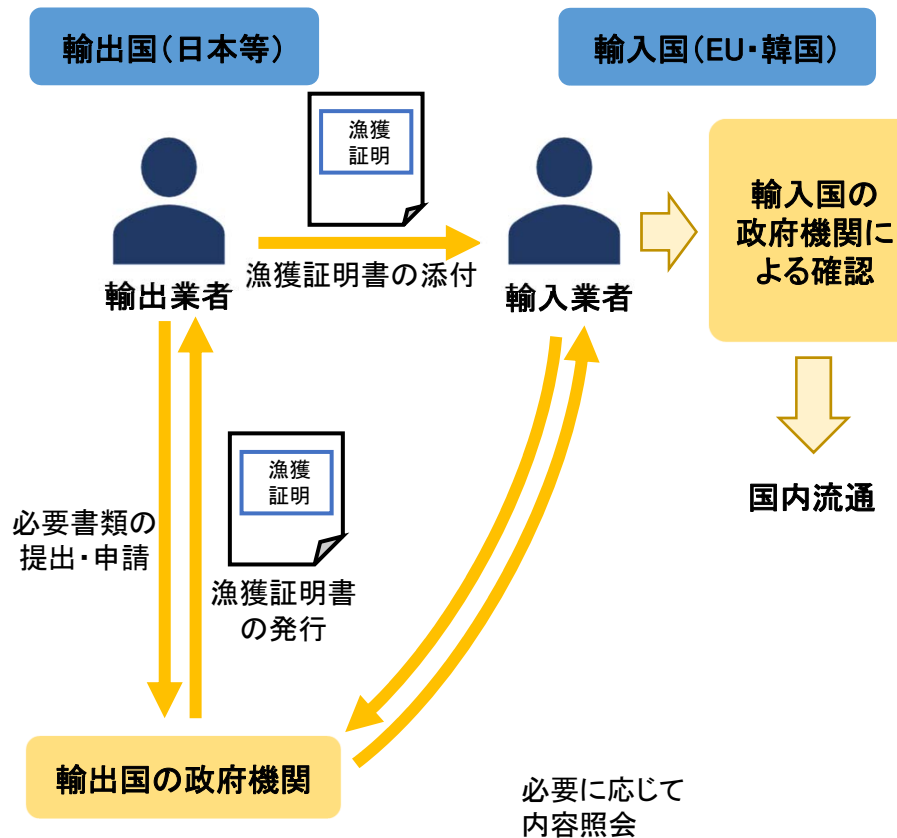 輸出国(日本等)
輸入国(EU・韓国)
漁獲
証明
輸入国の
政府機関に
よる確認
漁獲証明書の添付
輸出業者
輸入業者
漁獲
証明
国内流通
必要書類の
提出・申請
漁獲証明書
の発行
輸出国の政府機関
必要に応じて
内容照会